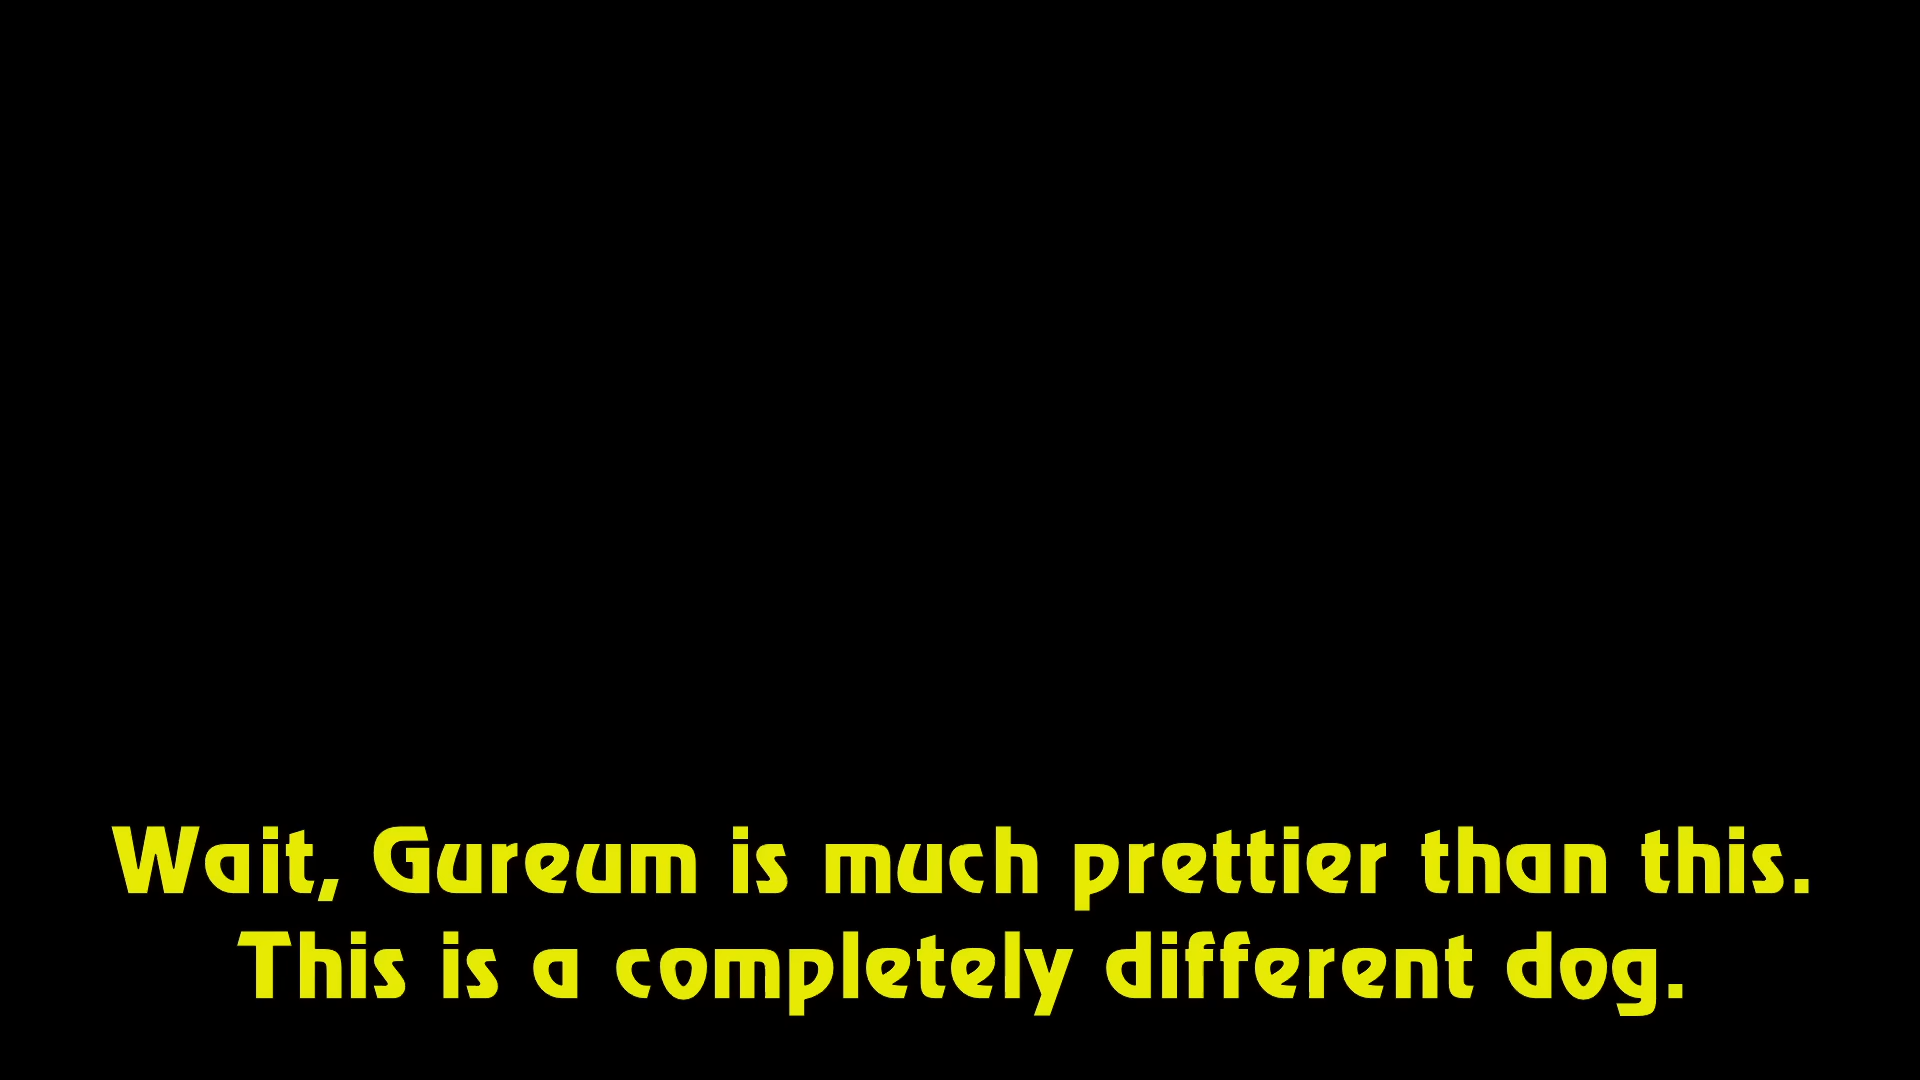 Wait, Gureum is much prettier than this.
This is a completely different dog.